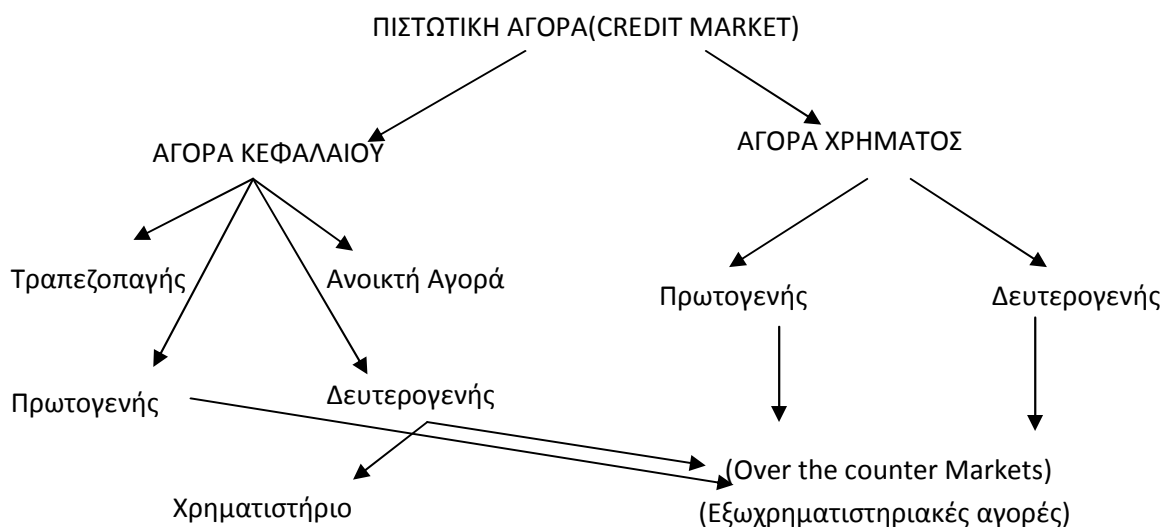 ΠΙΣΤΩΤΙΚΗ ΑΓΟΡΑ(CREDIT MARKET)
ΑΓΟΡΑ ΚΕΦΑΛΑΙΟΥ
ΑΓΟΡΑ ΧΡΗΜΑΤΟΣ
Τραπεζοπαγής
Ανοικτή Αγορά
Πρωτογενής
Δευτερογενής
Πρωτογενής
Δευτερογενής
(Over the counter Markets)
Χρηματιστήριο
(Εξωχρηματιστηριακές αγορές)